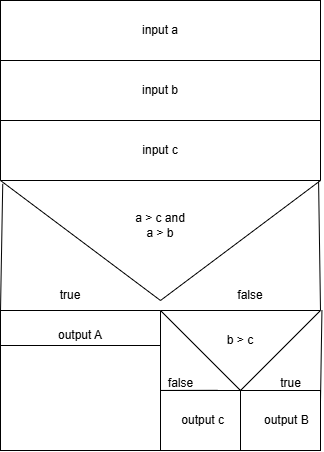 input a
input b
input c
a > c and
a > b
true
false
output A
b > c
false
true
output c
output B